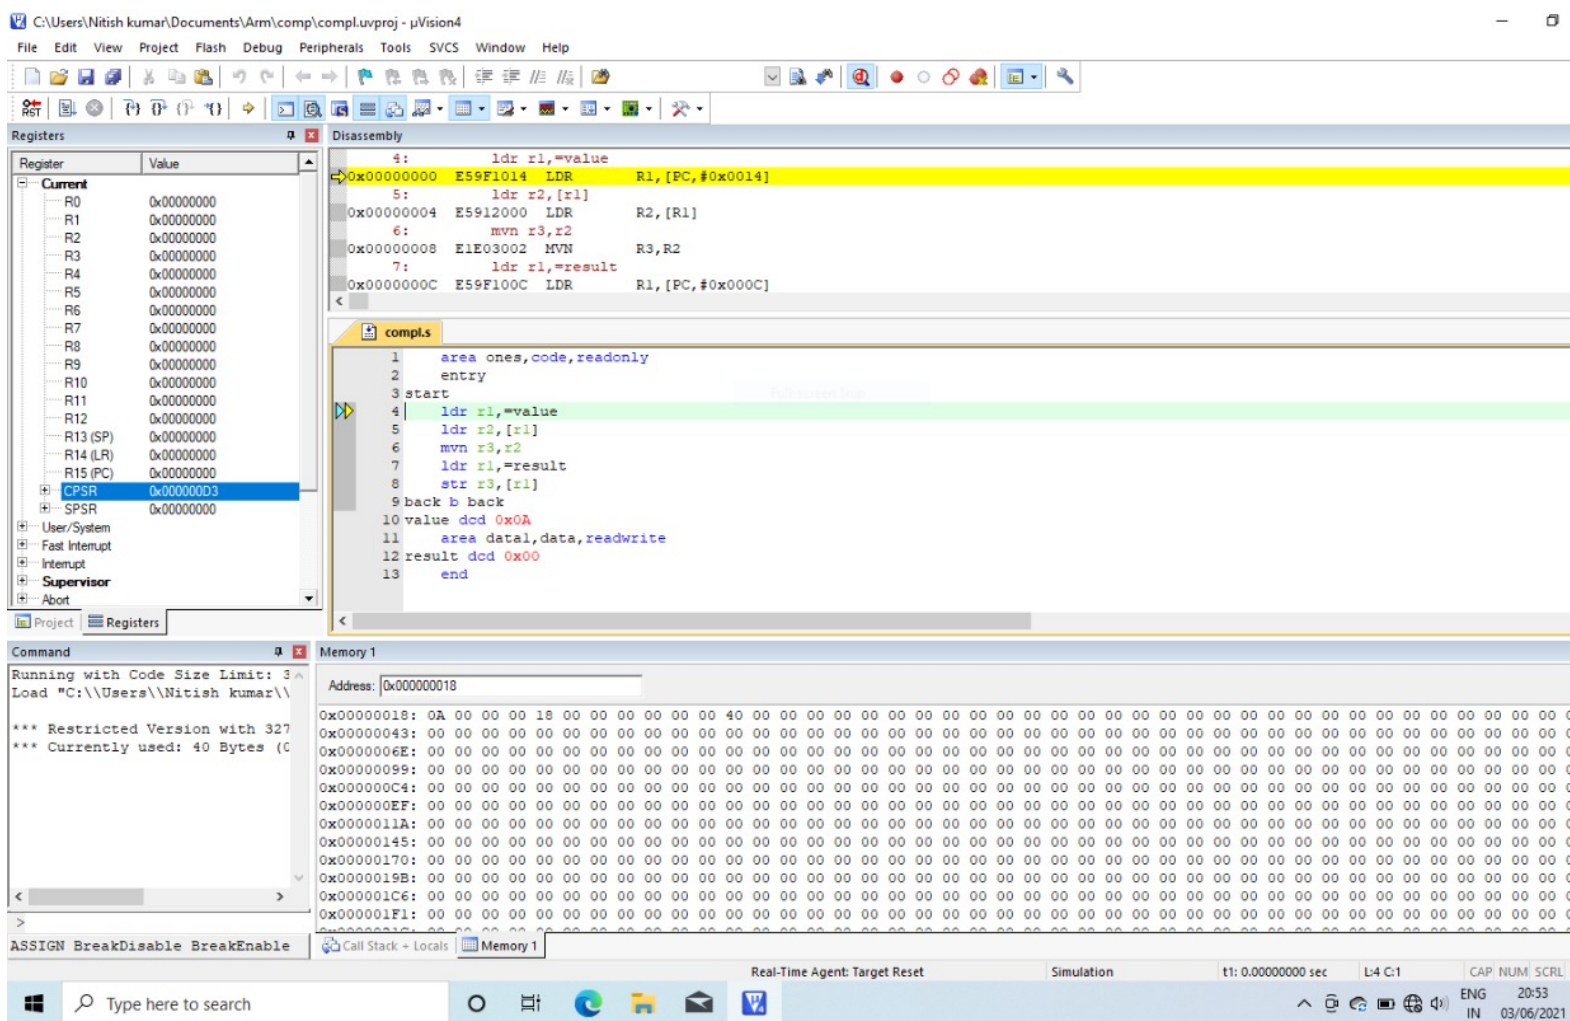 C:\Users\Nitish kumar\Documents\Arm\comp\compl.uvproj - µVision4
File Edit View Project Flash Debug Peripherals Tools SVCS Window Help
RST
Registers
Register Value
Current
R0 0x00000000
R1 0x00000000
R2 0x00000000
R3 0x00000000
R4 0x00000000
R5 0x00000000
R6 0x00000000
R7 0x00000000
R8 0x00000000
R9 0x00000000
R10 0x00000000
R11 0x00000000
R12 0x00000000
R13 (SP) 0x00000000
R14 (LR) 0x00000000
R15 (PC) 0x00000000
CPSR 0x000000D3
SPSR 0x00000000
User/System
Fast Interrupt
Interrupt
Supervisor
Abort
Project Registers
Disassembly
4: ldr r1,=value
0x00000000 E59F1014 LDR R1,[PC,#0x0014]
5: ldr r2,[r1]
0x00000004 E5912000 LDR R2,[R1]
6: mvn r3,r2
0x00000008 E1E03002 MVN R3,R2
7: ldr r1,=result
0x0000000C E59F100C LDR R1,[PC,#0x000C]
compl.s
1 area ones,code,readonly
2 entry
3 start
4 ldr r1,=value
5 ldr r2,[r1]
6 mvn r3,r2
7 ldr r1,=result
8 str r3,[r1]
9 back b back
10 value dcd 0x0A
11 area data1,data,readwrite
12 result dcd 0x00
13 end
Command
Running with Code Size Limit: 3
Load "C:\\Users\\Nitish kumar\\
*** Restricted Version with 327
*** Currently used: 40 Bytes (0
>
ASSIGN BreakDisable BreakEnable
Memory 1
Address: 0x000000018
0x00000018: 0A 00 00 00 18 00 00 00 00 00 00 40 00 00 00 00 00 00 00 00 00 00 00 00 00 00 00 00 00 00 00 00 00 00 00 00 00 00 00 00 00 00
0x00000043: 00 00 00 00 00 00 00 00 00 00 00 00 00 00 00 00 00 00 00 00 00 00 00 00 00 00 00 00 00 00 00 00 00 00 00 00 00 00 00 00 00 00
0x0000006E: 00 00 00 00 00 00 00 00 00 00 00 00 00 00 00 00 00 00 00 00 00 00 00 00 00 00 00 00 00 00 00 00 00 00 00 00 00 00 00 00 00 00
0x00000099: 00 00 00 00 00 00 00 00 00 00 00 00 00 00 00 00 00 00 00 00 00 00 00 00 00 00 00 00 00 00 00 00 00 00 00 00 00 00 00 00 00 00
0x000000C4: 00 00 00 00 00 00 00 00 00 00 00 00 00 00 00 00 00 00 00 00 00 00 00 00 00 00 00 00 00 00 00 00 00 00 00 00 00 00 00 00 00 00
0x000000EF: 00 00 00 00 00 00 00 00 00 00 00 00 00 00 00 00 00 00 00 00 00 00 00 00 00 00 00 00 00 00 00 00 00 00 00 00 00 00 00 00 00 00
0x0000011A: 00 00 00 00 00 00 00 00 00 00 00 00 00 00 00 00 00 00 00 00 00 00 00 00 00 00 00 00 00 00 00 00 00 00 00 00 00 00 00 00 00 00
0x00000145: 00 00 00 00 00 00 00 00 00 00 00 00 00 00 00 00 00 00 00 00 00 00 00 00 00 00 00 00 00 00 00 00 00 00 00 00 00 00 00 00 00 00
0x00000170: 00 00 00 00 00 00 00 00 00 00 00 00 00 00 00 00 00 00 00 00 00 00 00 00 00 00 00 00 00 00 00 00 00 00 00 00 00 00 00 00 00 00
0x0000019B: 00 00 00 00 00 00 00 00 00 00 00 00 00 00 00 00 00 00 00 00 00 00 00 00 00 00 00 00 00 00 00 00 00 00 00 00 00 00 00 00 00 00
0x000001C6: 00 00 00 00 00 00 00 00 00 00 00 00 00 00 00 00 00 00 00 00 00 00 00 00 00 00 00 00 00 00 00 00 00 00 00 00 00 00 00 00 00 00
0x000001F1: 00 00 00 00 00 00 00 00 00 00 00 00 00 00 00 00 00 00 00 00 00 00 00 00 00 00 00 00 00 00 00 00 00 00 00 00 00 00 00 00 00 00
Call Stack + Locals Memory 1
Real-Time Agent: Target Reset Simulation t1: 0.00000000 sec L:4 C:1 CAP NUM SCRL
Type here to search
ENG 20:53
IN 03/06/2021